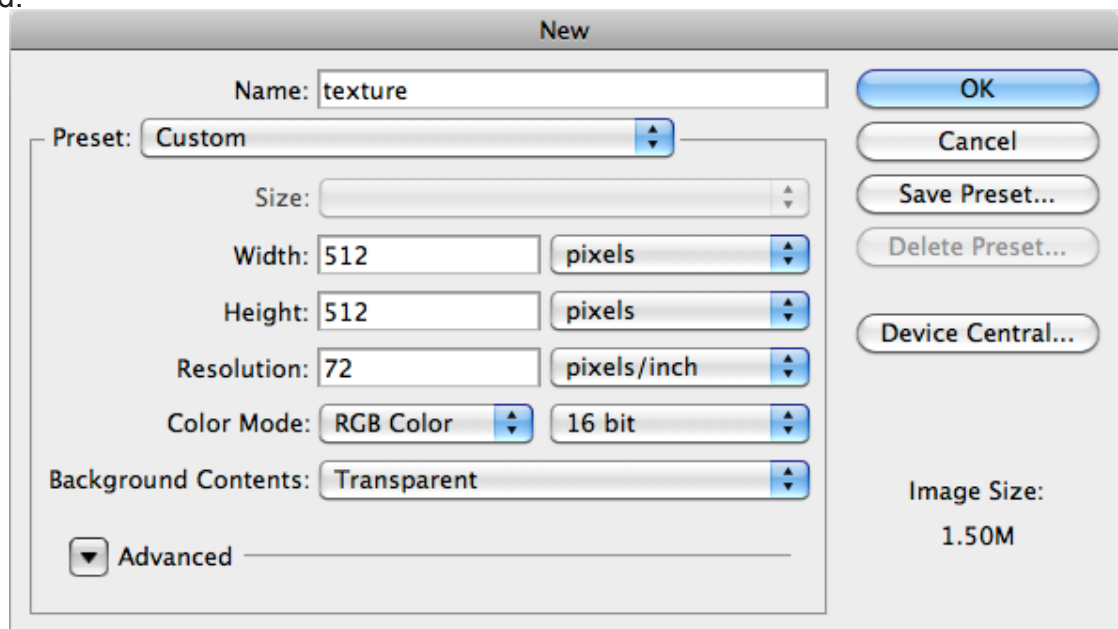 d.
New
Name: texture
OK
Preset: Custom
Cancel
Size:
Save Preset...
Width: 512 pixels
Delete Preset...
Height: 512 pixels
Device Central...
Resolution: 72 pixels/inch
Color Mode: RGB Color 16 bit
Background Contents: Transparent
Image Size:
1.50M
Advanced